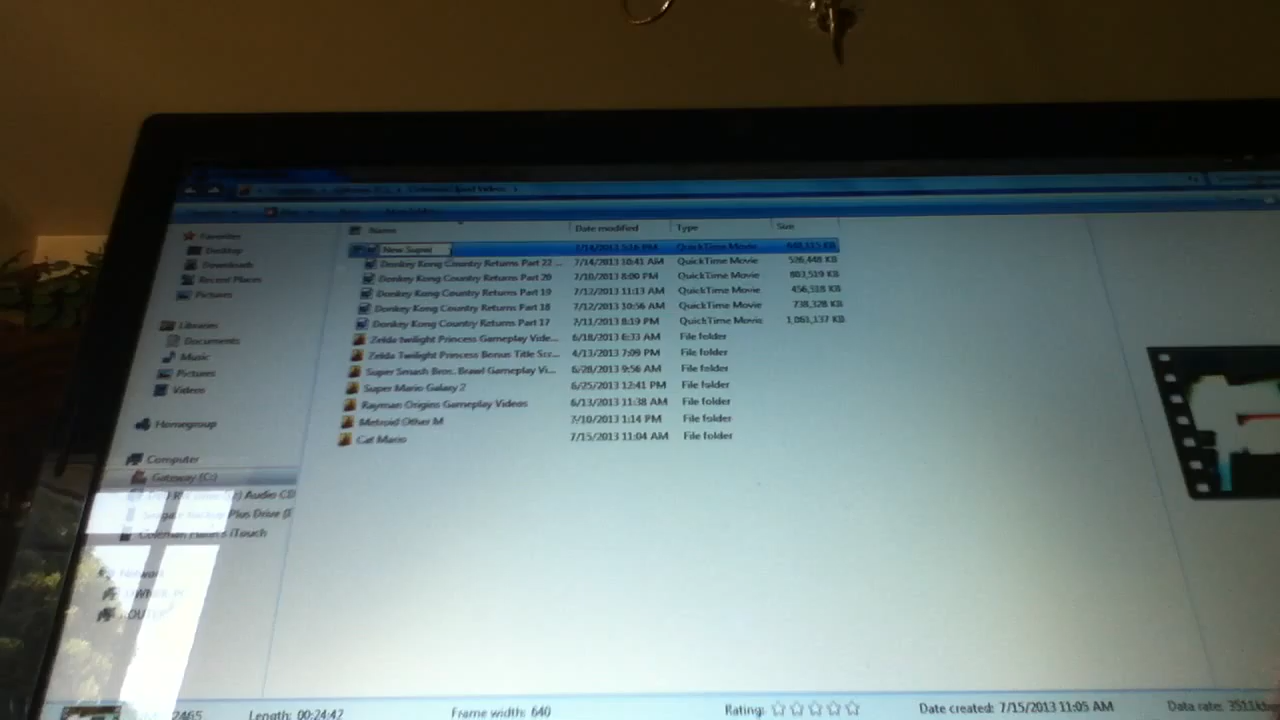 Name Date modified Type Size
New Super 7/14/2013 5:16 PM QuickTime Movie
Donkey Kong Country Returns Part 22 ... 7/14/2013 10:41 AM QuickTime Movie 526,448 KB
Donkey Kong Country Returns Part 20 7/10/2013 8:00 PM QuickTime Movie 803,519 KB
Donkey Kong Country Returns Part 19 7/12/2013 11:13 AM QuickTime Movie 456,518 KB
Donkey Kong Country Returns Part 18 7/12/2013 10:56 AM QuickTime Movie 738,328 KB
Donkey Kong Country Returns Part 17 7/11/2013 8:19 PM QuickTime Movie 1,063,137 KB
Zelda twilight Princess Gameplay Vide... 6/18/2013 6:33 AM File folder
Zelda Twilight Princess Bonus Title Scr... 4/13/2013 7:09 PM File folder
Super Smash Bros. Brawl Gameplay Vi... 6/28/2013 9:56 AM File folder
Super Mario Galaxy 2 6/25/2013 12:41 PM File folder
Rayman Origins Gameplay Videos 6/13/2013 11:38 AM File folder
Metroid Other M 7/10/2013 1:14 PM File folder
Cat Mario 7/15/2013 11:04 AM File folder
Favorites
Desktop
Downloads
Recent Places
Pictures
Libraries
Documents
Music
Pictures
Videos
Homegroup
Computer
Gateway (C:)
Audio CD
Plus Drive
iTouch
Network
2465 Length: 00:24:42 Frame width: 640 Rating: Date created: 7/15/2013 11:05 AM Data rate: